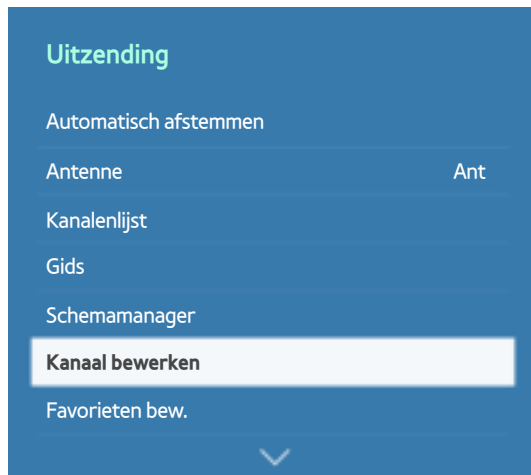 Uitzending
Automatisch afstemmen
Antenne Ant
Kanalenlijst
Gids
Schemamanager
Kanaal bewerken
Favorieten bew.